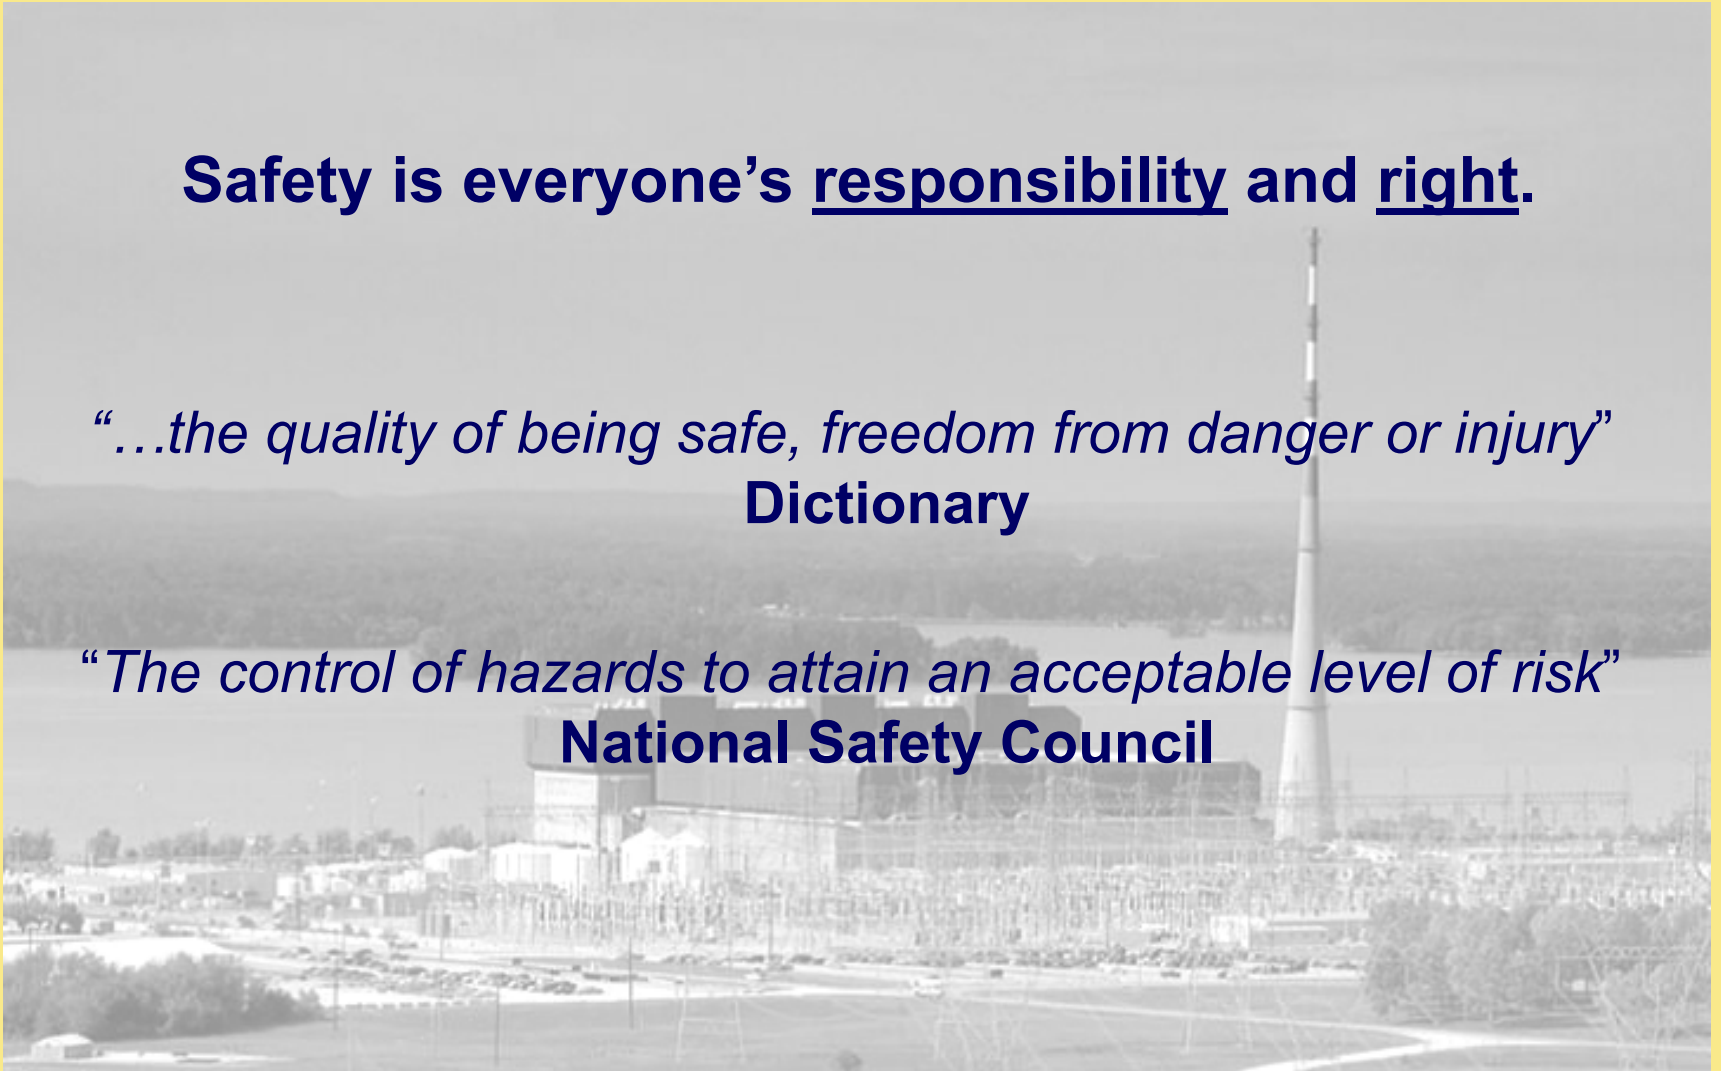 Safety is everyone’s responsibility and right.
“…the quality of being safe, freedom from danger or injury”
Dictionary
“The control of hazards to attain an acceptable level of risk”
National Safety Council